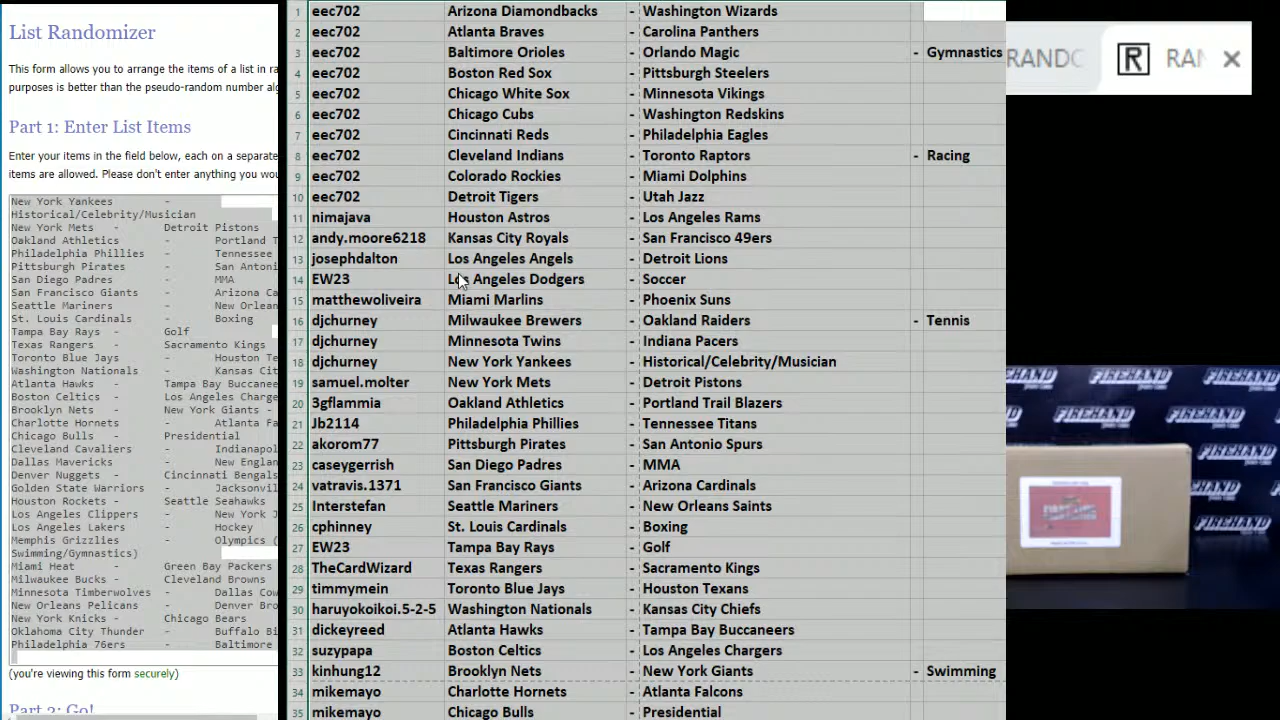 List Randomizer
This form allows you to arrange the items of a list in ra
purposes is better than the pseudo-random number alg
Part 1: Enter List Items
Enter your items in the field below, each on a separate
items are allowed. Please don't enter anything you wou
New York Yankees -
Historical/Celebrity/Musician
New York Mets - Detroit Pistons
Oakland Athletics - Portland T
Philadelphia Phillies - Tennessee
Pittsburgh Pirates - San Antoni
San Diego Padres - MMA
San Francisco Giants - Arizona Ca
Seattle Mariners - New Orlean
St. Louis Cardinals - Boxing
Tampa Bay Rays - Golf
Texas Rangers - Sacramento Kings
Toronto Blue Jays - Houston Te
Washington Nationals - Kansas Cit
Atlanta Hawks - Tampa Bay Buccanee
Boston Celtics - Los Angeles Charge
Brooklyn Nets - New York Giants -
Charlotte Hornets - Atlanta Fa
Chicago Bulls - Presidential
Cleveland Cavaliers - Indianapol
Dallas Mavericks - New Englan
Denver Nuggets - Cincinnati Bengals
Golden State Warriors - Jacksonvil
Houston Rockets - Seattle Seahawks
Los Angeles Clippers - New York J
Los Angeles Lakers - Hockey
Memphis Grizzlies - Olympics (
Swimming/Gymnastics)
Miami Heat - Green Bay Packers
Milwaukee Bucks - Cleveland Browns
Minnesota Timberwolves - Dallas Cow
New Orleans Pelicans - Denver Bro
New York Knicks - Chicago Bears
Oklahoma City Thunder - Buffalo Bi
Philadelphia 76ers - Baltimore
(you're viewing this form securely)
Part 2: Go!
1 eec702 Arizona Diamondbacks - Washington Wizards
2 eec702 Atlanta Braves - Carolina Panthers
3 eec702 Baltimore Orioles - Orlando Magic - Gymnastics
4 eec702 Boston Red Sox - Pittsburgh Steelers
5 eec702 Chicago White Sox - Minnesota Vikings
6 eec702 Chicago Cubs - Washington Redskins
7 eec702 Cincinnati Reds - Philadelphia Eagles
8 eec702 Cleveland Indians - Toronto Raptors - Racing
9 eec702 Colorado Rockies - Miami Dolphins
10 eec702 Detroit Tigers - Utah Jazz
11 nimajava Houston Astros - Los Angeles Rams
12 andy.moore6218 Kansas City Royals - San Francisco 49ers
13 josephdalton Los Angeles Angels - Detroit Lions
14 EW23 Los Angeles Dodgers - Soccer
15 matthewoliveira Miami Marlins - Phoenix Suns
16 djchurney Milwaukee Brewers - Oakland Raiders - Tennis
17 djchurney Minnesota Twins - Indiana Pacers
18 djchurney New York Yankees - Historical/Celebrity/Musician
19 samuel.molter New York Mets - Detroit Pistons
20 3gflammia Oakland Athletics - Portland Trail Blazers
21 Jb2114 Philadelphia Phillies - Tennessee Titans
22 akorom77 Pittsburgh Pirates - San Antonio Spurs
23 caseygerrish San Diego Padres - MMA
24 vatravis.1371 San Francisco Giants - Arizona Cardinals
25 Interstefan Seattle Mariners - New Orleans Saints
26 cphinney St. Louis Cardinals - Boxing
27 EW23 Tampa Bay Rays - Golf
28 TheCardWizard Texas Rangers - Sacramento Kings
29 timmymein Toronto Blue Jays - Houston Texans
30 haruyokoikoi.5-2-5 Washington Nationals - Kansas City Chiefs
31 dickeyreed Atlanta Hawks - Tampa Bay Buccaneers
32 suzypapa Boston Celtics - Los Angeles Chargers
33 kinhung12 Brooklyn Nets - New York Giants - Swimming
34 mikemayo Charlotte Hornets - Atlanta Falcons
35 mikemayo Chicago Bulls - Presidential
RANDO
R RAN
FIREHAND FIREHAND FIREHAND
FIREHAND
FIREHAND
FIREHAND
FIREHAND